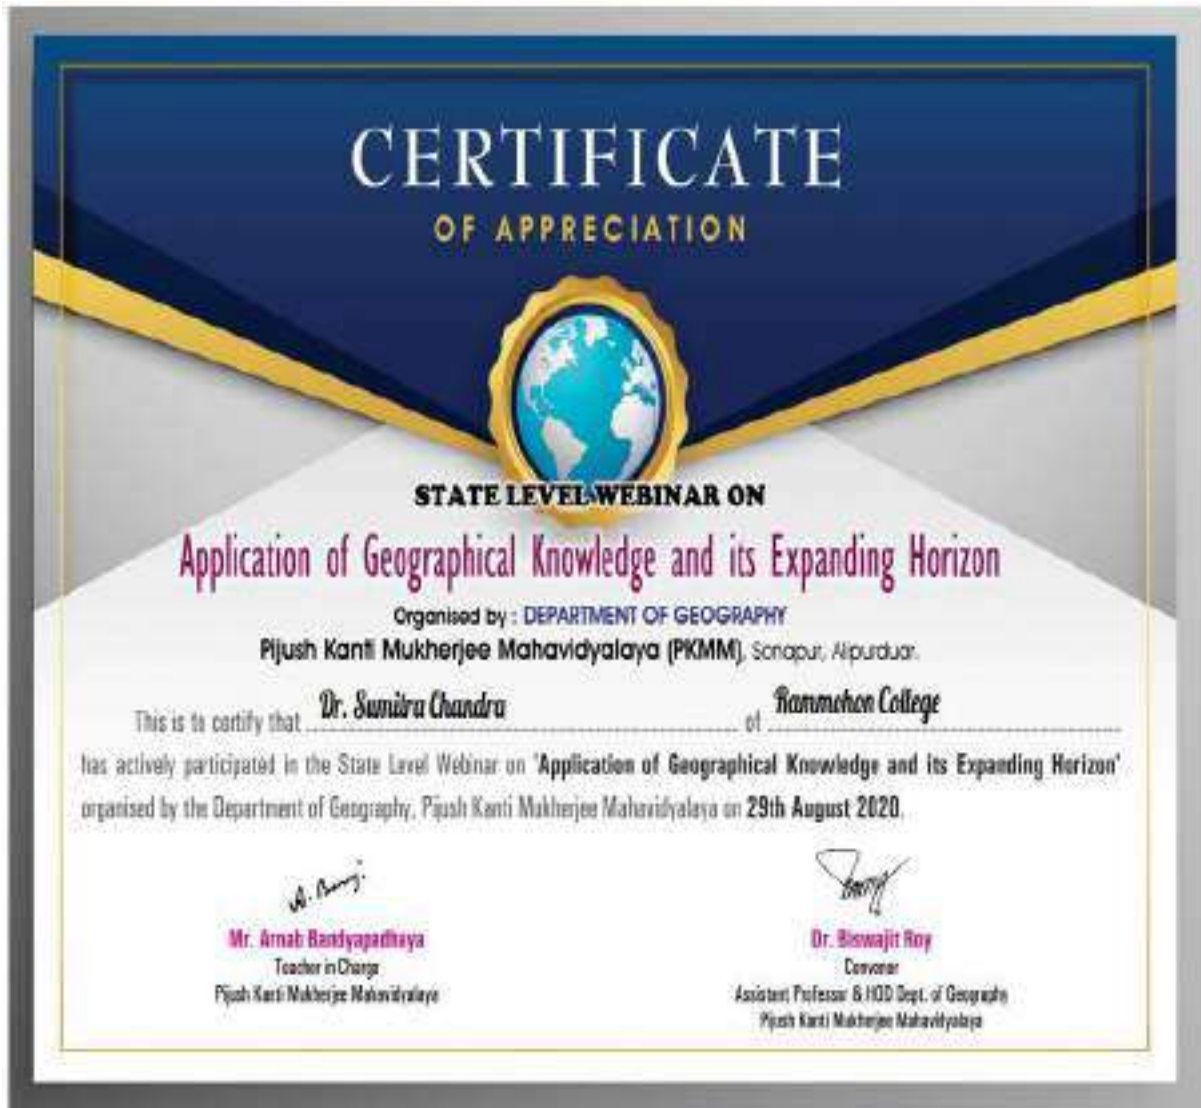 CERTIFICATE
OF APPRECIATION
STATE LEVEL WEBINAR ON
Application of Geographical Knowledge and its Expanding Horizon
Organised by : DEPARTMENT OF GEOGRAPHY
Pijush Kanti Mukherjee Mahavidyalaya (PKMM), Sonapur, Alipurduar.
This is to certify that Dr. Sumitra Chandra of Rammohon College
has actively participated in the State Level Webinar on 'Application of Geographical Knowledge and its Expanding Horizon'
organised by the Department of Geography, Pijush Kanti Mukherjee Mahavidyalaya on 29th August 2020.
Mr. Arnab Bandyapadhaya
Teacher in Charge
Pijush Kanti Mukherjee Mahavidyalaya
Dr. Biswajit Roy
Convenor
Assistant Professor & HOD Dept. of Geography
Pijush Kanti Mukherjee Mahavidyalaya